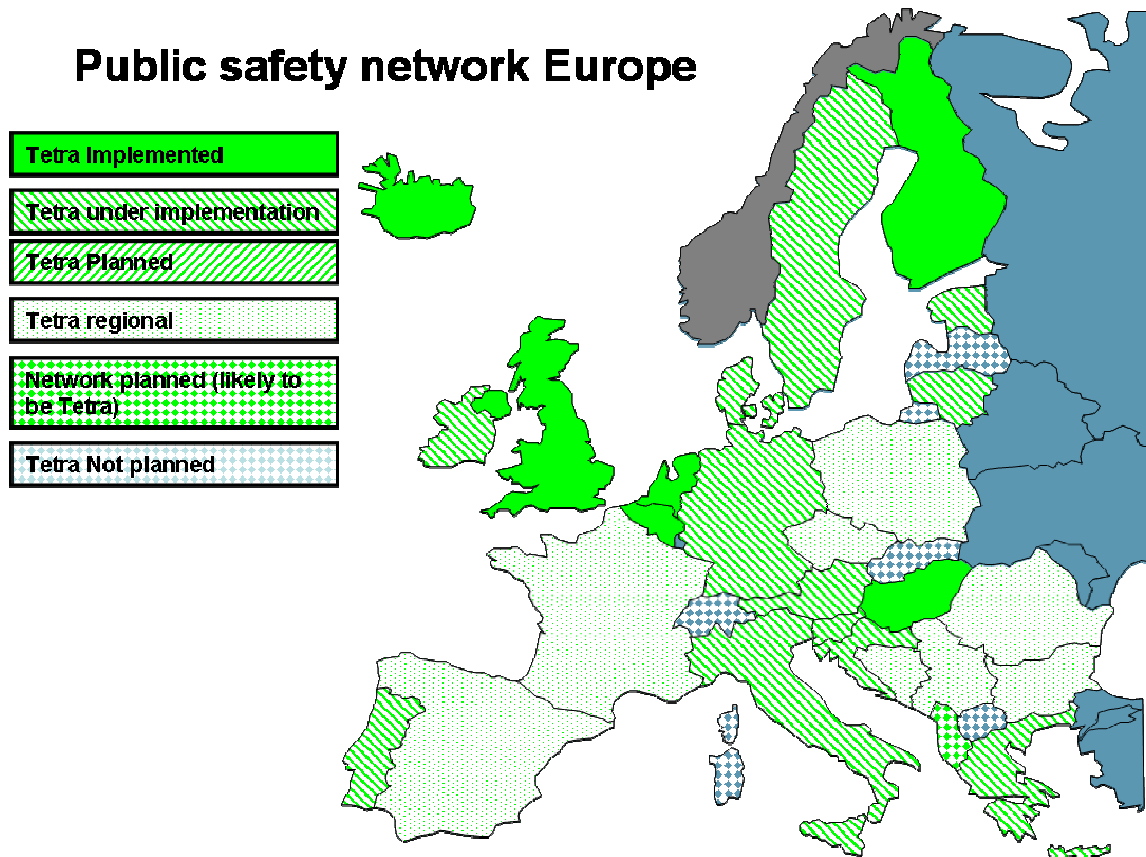 Public safety network Europe
Tetra Implemented
Tetra under implementation
Tetra Planned
Tetra regional
Network planned (likely to
be Tetra)
Tetra Not planned